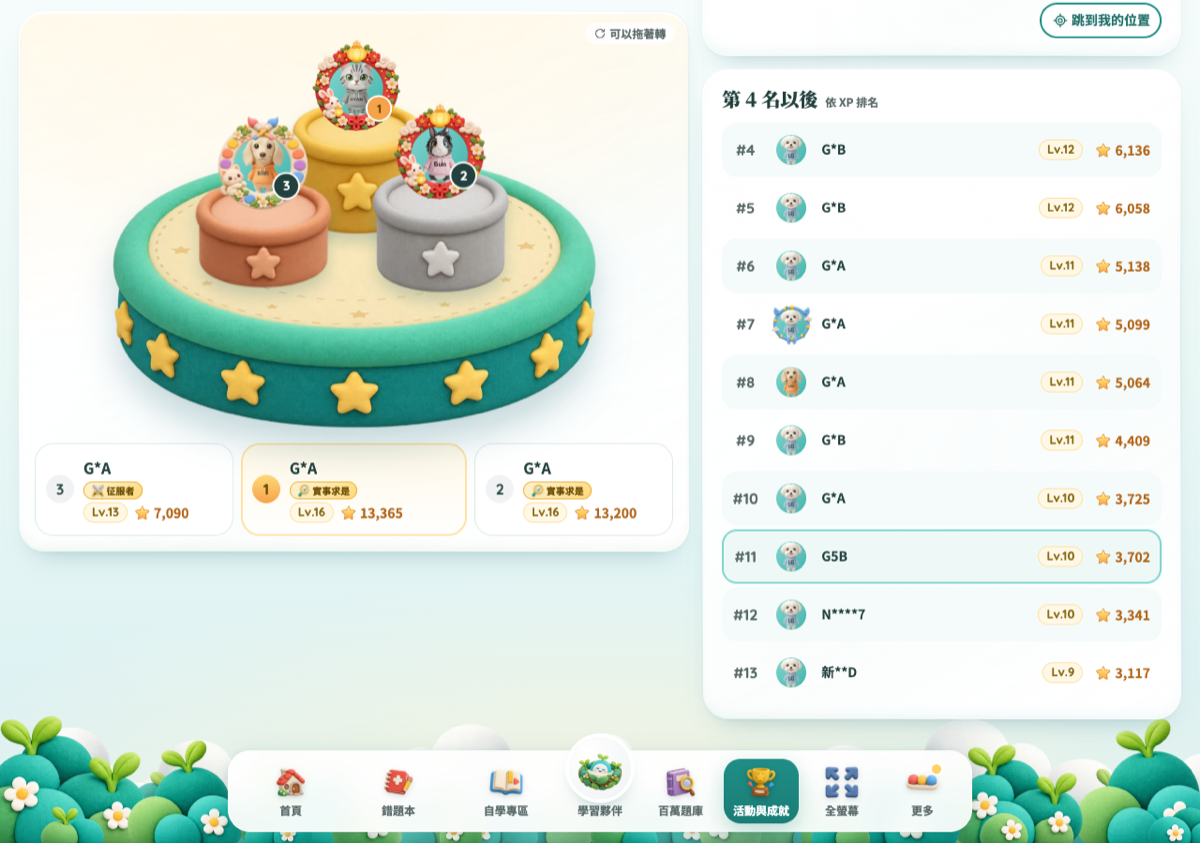 可以拖著轉
1
2
3
3
G*A
征服者
Lv.13
7,090
1
G*A
實事求是
Lv.16
13,365
2
G*A
實事求是
Lv.16
13,200
跳到我的位置
第 4 名以後 依 XP 排名
#4 G*B Lv.12 6,136
#5 G*B Lv.12 6,058
#6 G*A Lv.11 5,138
#7 G*A Lv.11 5,099
#8 G*A Lv.11 5,064
#9 G*B Lv.11 4,409
#10 G*A Lv.10 3,725
#11 G5B Lv.10 3,702
#12 N****7 Lv.10 3,341
#13 新**D Lv.9 3,117
首頁
錯題本
自學專區
學習夥伴
百萬題庫
活動與成就
全螢幕
更多